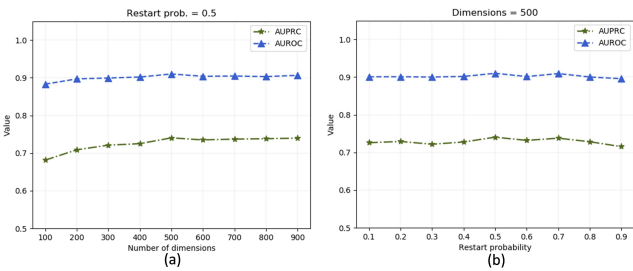 Restart prob. = 0.5
AUPRC
AUROC
1.0
0.9
0.8
0.7
0.6
0.5
Value
100 200 300 400 500 600 700 800 900
Number of dimensions
(a)
Dimensions = 500
AUPRC
AUROC
1.0
0.9
0.8
0.7
0.6
0.5
Value
0.1 0.2 0.3 0.4 0.5 0.6 0.7 0.8 0.9
Restart probability
(b)